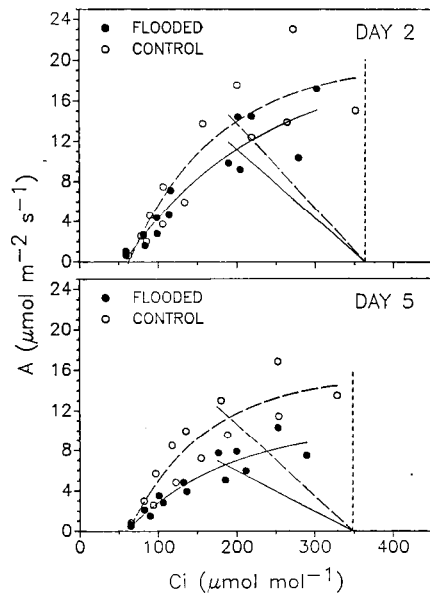 24
FLOODED
CONTROL
DAY 2
20
16
12
8
4
0
A (μmol m−2 s−1)
24
FLOODED
CONTROL
DAY 5
20
16
12
8
4
0
0 100 200 300 400
Ci (μmol mol−1)